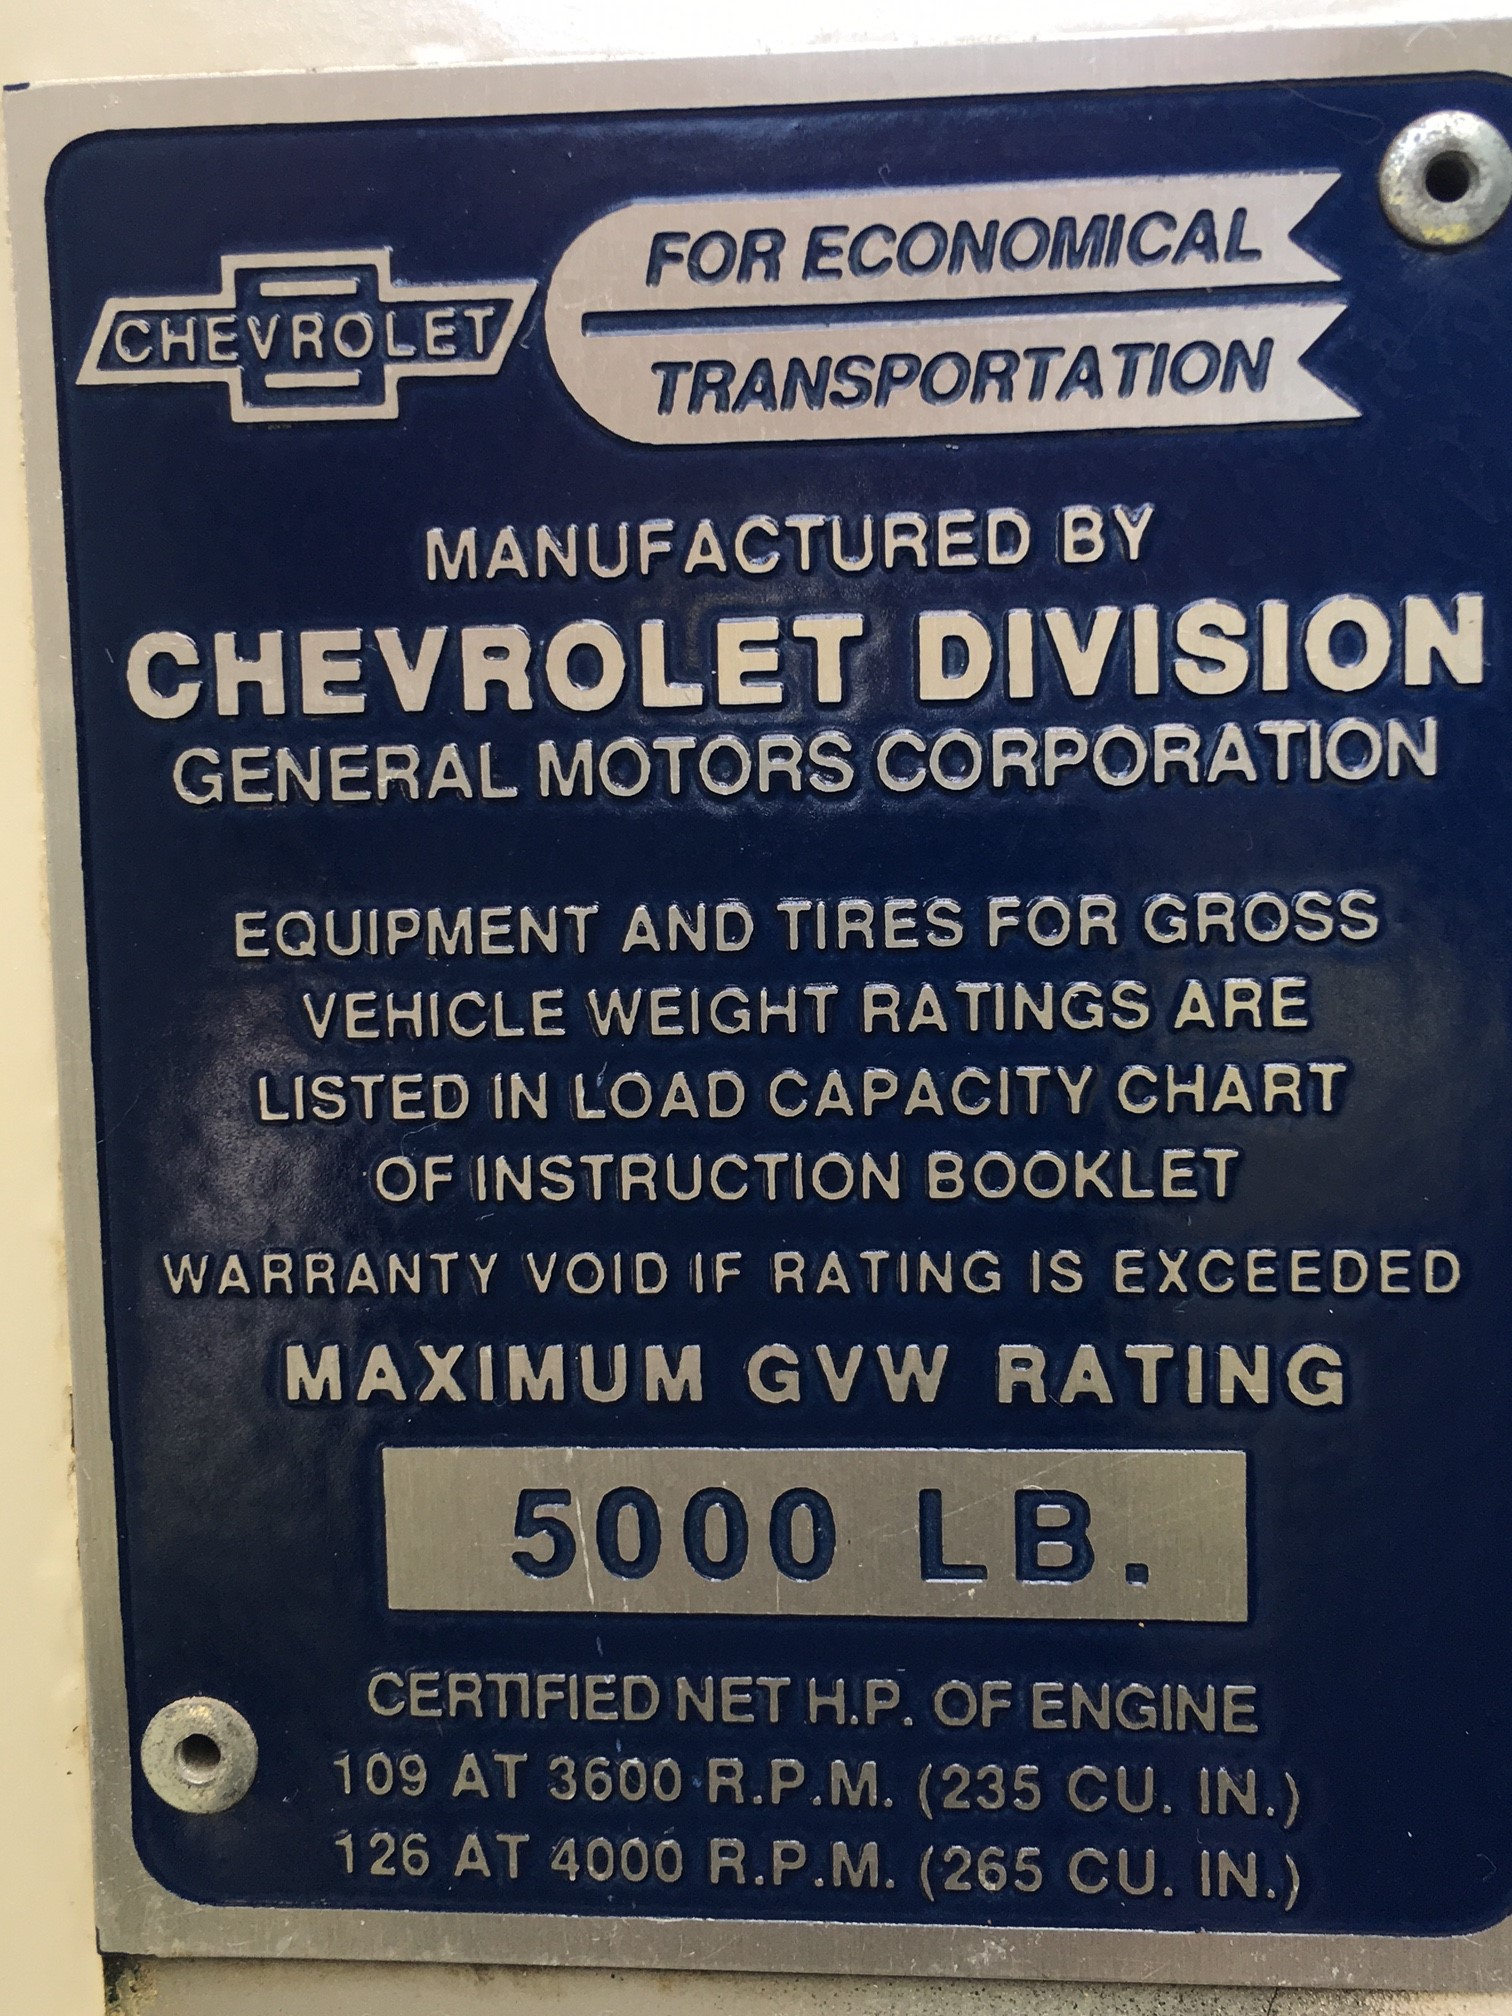 CHEVROLET
FOR ECONOMICAL
TRANSPORTATION
MANUFACTURED BY
CHEVROLET DIVISION
GENERAL MOTORS CORPORATION
EQUIPMENT AND TIRES FOR GROSS
VEHICLE WEIGHT RATINGS ARE
LISTED IN LOAD CAPACITY CHART
OF INSTRUCTION BOOKLET
WARRANTY VOID IF RATING IS EXCEEDED
MAXIMUM GVW RATING
5000 LB.
CERTIFIED NET H.P. OF ENGINE
109 AT 3600 R.P.M. (235 CU. IN.)
126 AT 4000 R.P.M. (265 CU. IN.)